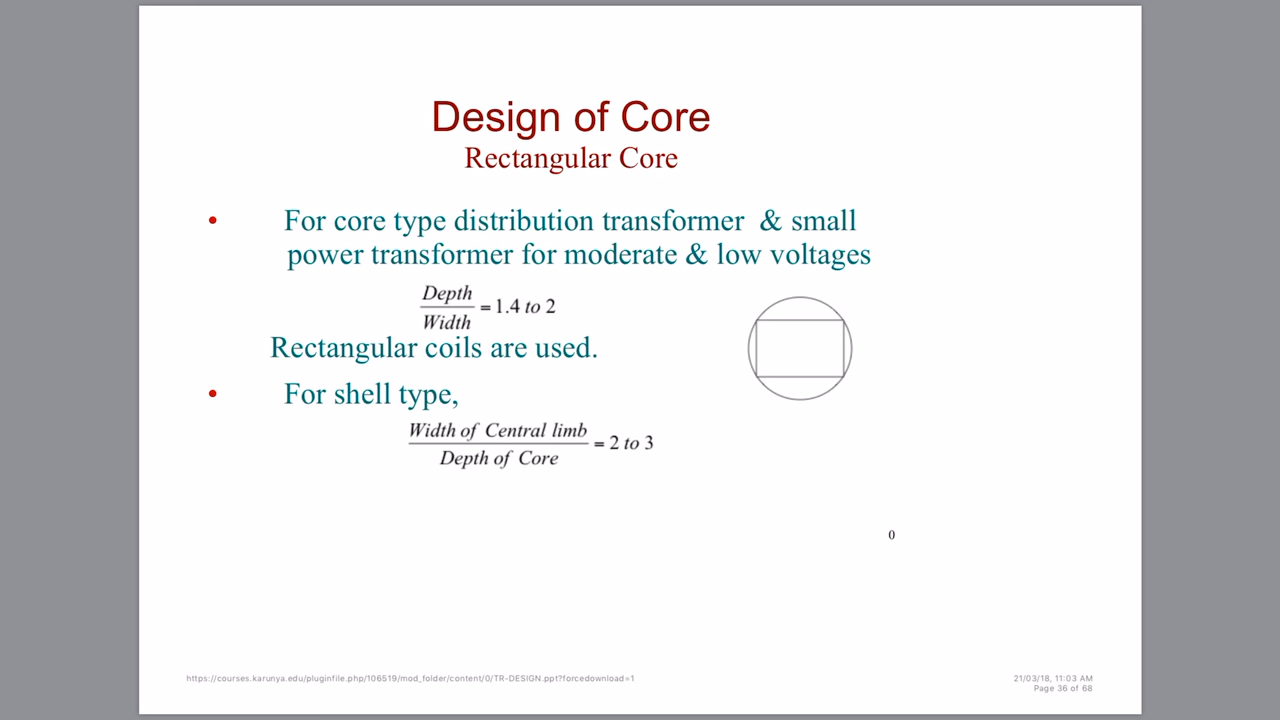 Design of Core
Rectangular Core
• For core type distribution transformer & small
power transformer for moderate & low voltages
Depth
Width
= 1.4 to 2
Rectangular coils are used.
• For shell type,
Width of Central limb
Depth of Core
= 2 to 3
0
https://courses.karunya.edu/pluginfile.php/106519/mod_folder/content/0/TR-DESIGN.ppt?forcedownload=1
21/03/18, 11:03 AM
Page 36 of 68